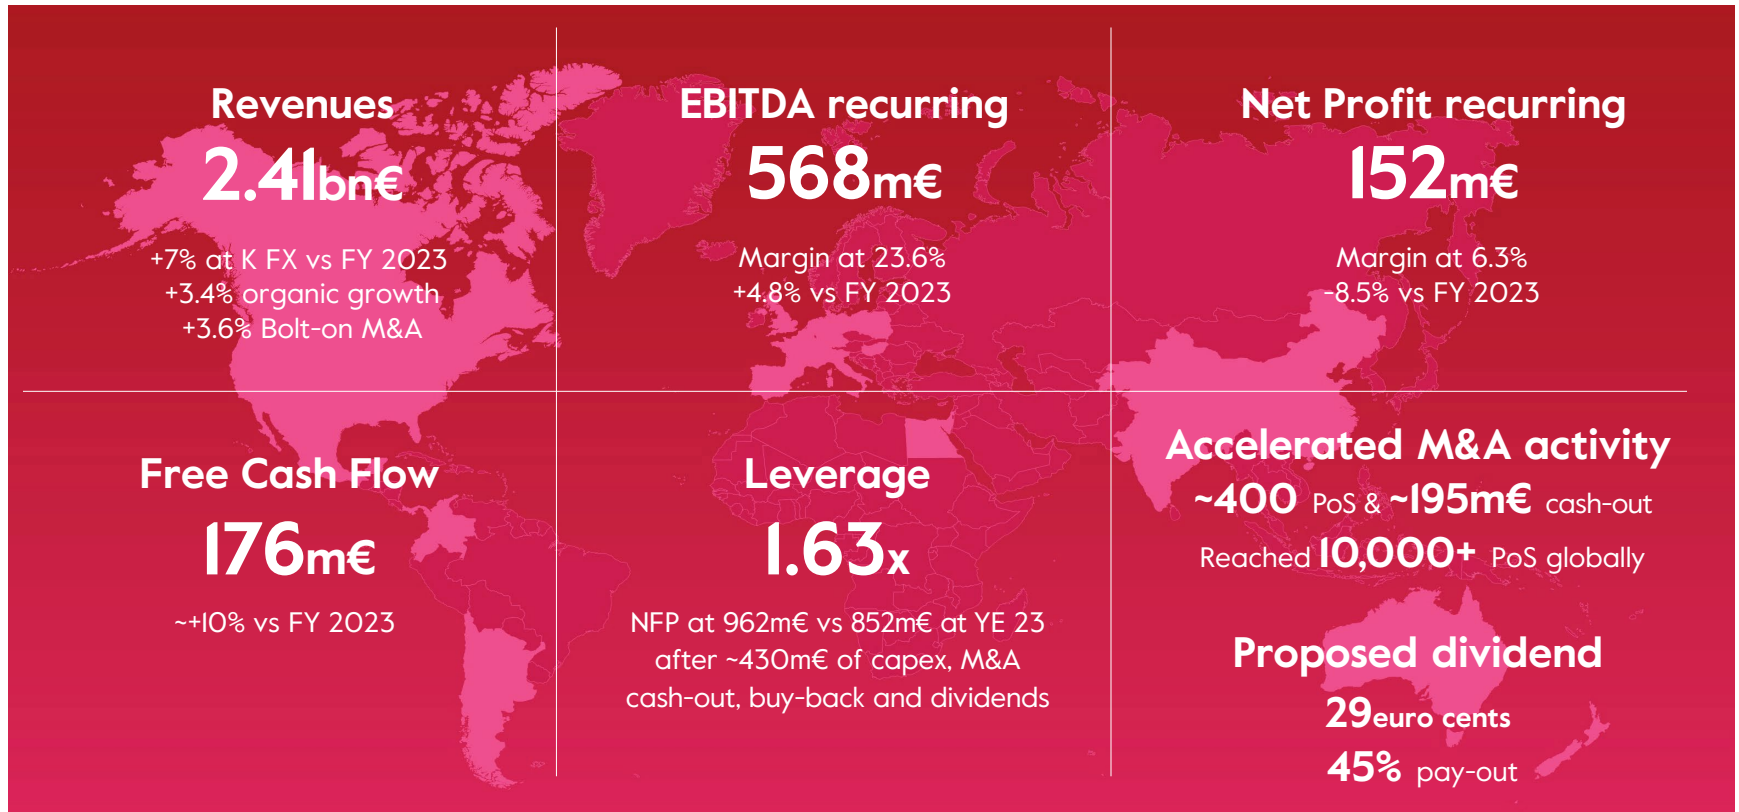 Revenues
2.41bn€
+7% at K FX vs FY 2023
+3.4% organic growth
+3.6% Bolt-on M&A
EBITDA recurring
568m€
Margin at 23.6%
+4.8% vs FY 2023
Net Profit recurring
152m€
Margin at 6.3%
-8.5% vs FY 2023
Free Cash Flow
176m€
~+10% vs FY 2023
Leverage
1.63x
NFP at 962m€ vs 852m€ at YE 23
after ~430m€ of capex, M&A
cash-out, buy-back and dividends
Accelerated M&A activity
~400 PoS & ~195m€ cash-out
Reached 10,000+ PoS globally
Proposed dividend
29euro cents
45% pay-out